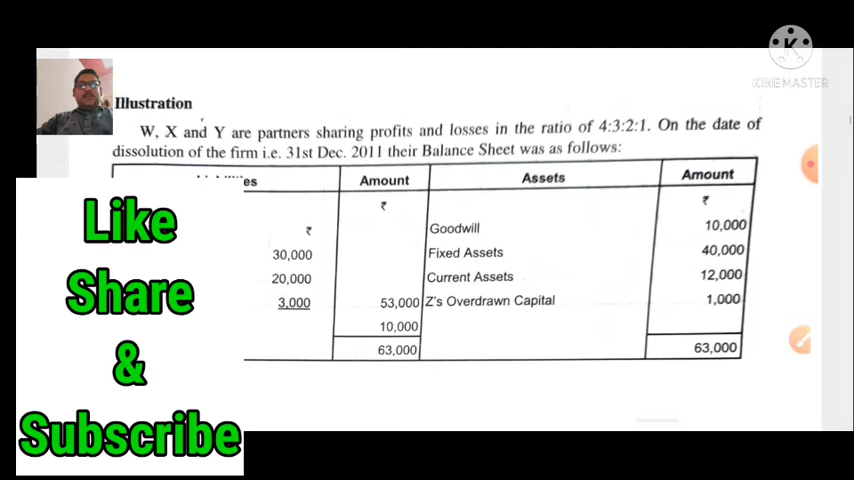 KINEMASTER
Illustration
W, X and Y are partners sharing profits and losses in the ratio of 4:3:2:1. On the date of
dissolution of the firm i.e. 31st Dec. 2011 their Balance Sheet was as follows:
es Amount Assets Amount
₹ ₹
₹ Goodwill 10,000
30,000 Fixed Assets 40,000
20,000 Current Assets 12,000
3,000 53,000 Z's Overdrawn Capital 1,000
10,000
63,000 63,000
Like
Share
&
Subscribe